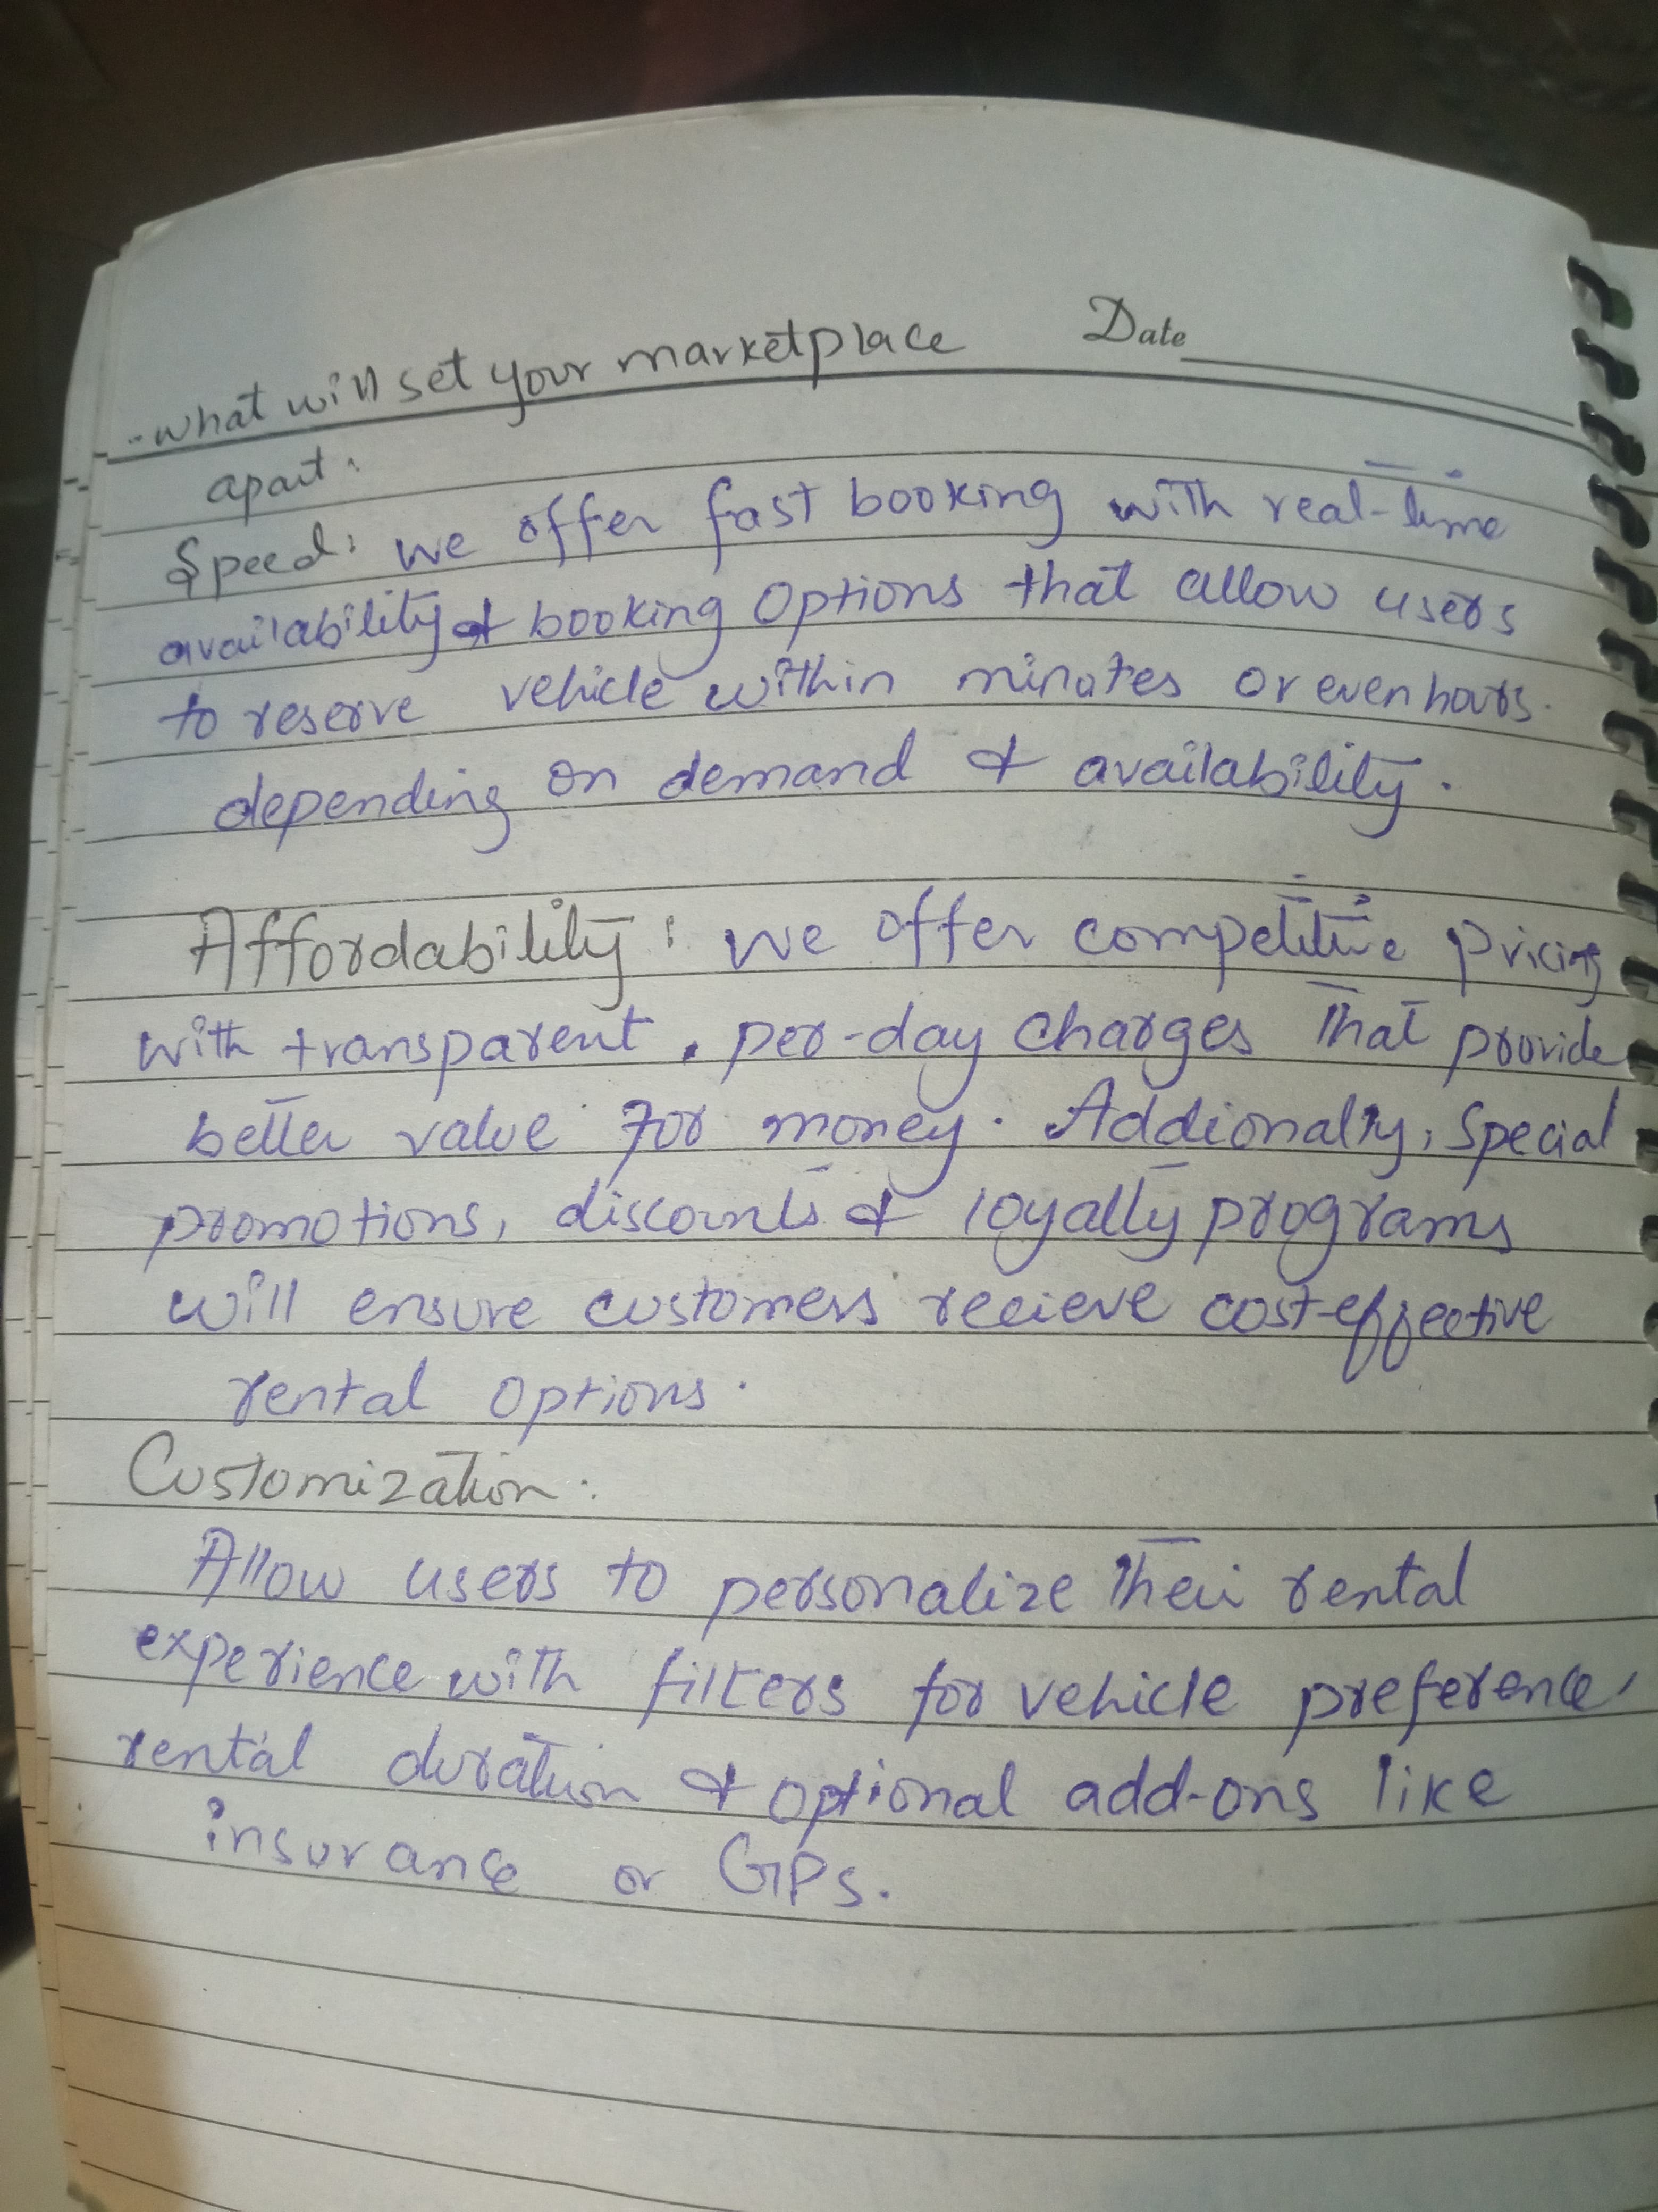 what will set your marketplace Date
apart:
Speed: we offer fast booking with real-time
availability & booking options that allow users
to reserve vehicle within minutes or even hours.
depending on demand & availability.
Affordability: we offer competitive pricing
with transparent, per-day charges that provide
better value for money. Addionalty, special
promotions, discounts & loyalty programs
will ensure customers recieve cost-effective
rental options.
Customization:
Allow users to personalize their rental
experience with filters for vehicle preference,
rental duration & optional add-ons like
insurance or GPS.